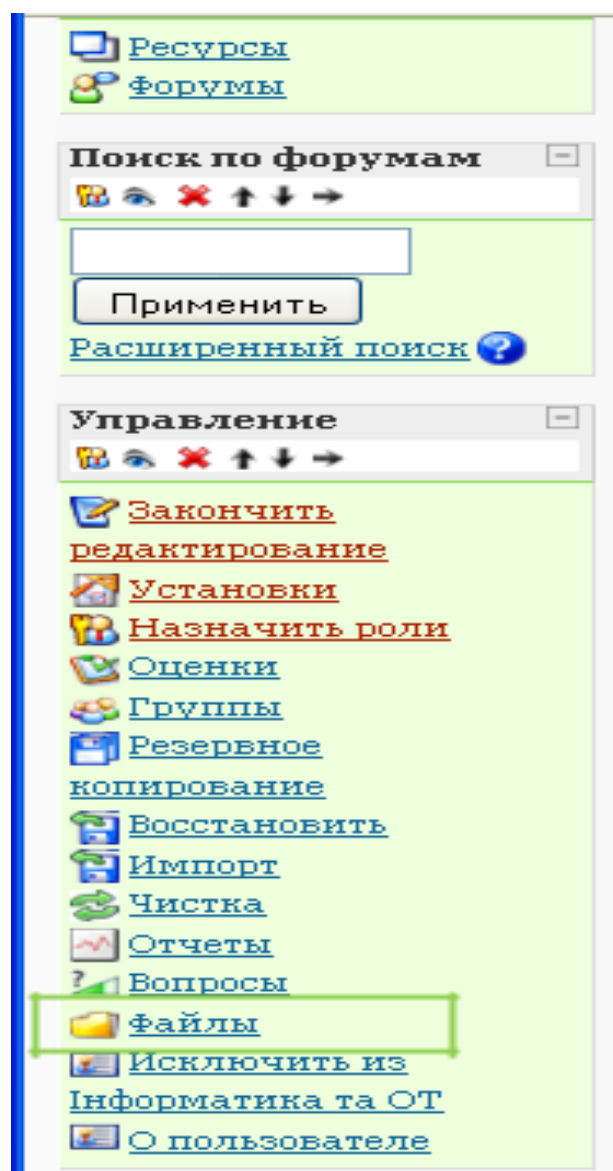 Ресурсы
Форумы
Поиск по форумам
Применить
Расширенный поиск
Управление
Закончить
редактирование
Установки
Назначить роли
Оценки
Группы
Резервное
копирование
Восстановить
Импорт
Чистка
Отчеты
Вопросы
Файлы
Исключить из
Інформатика та ОТ
О пользователе